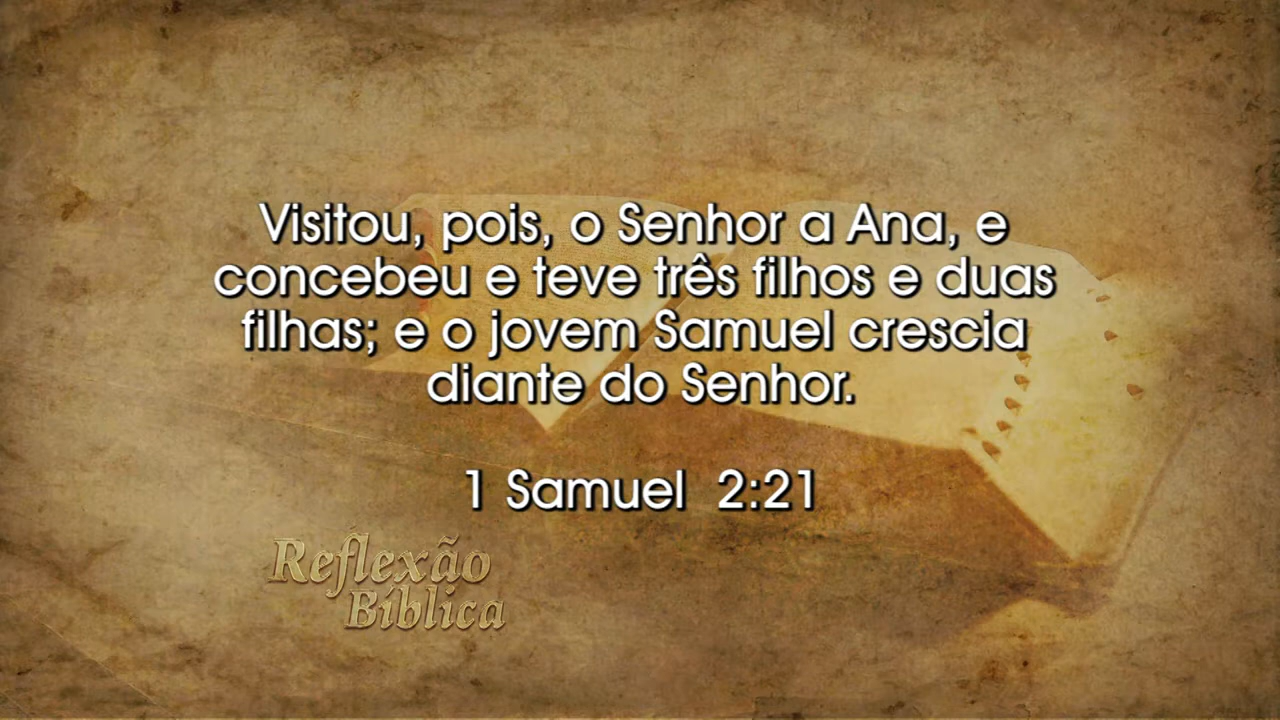 Visitou, pois, o Senhor a Ana, e
concebeu e teve três filhos e duas
filhas; e o jovem Samuel crescia
diante do Senhor.
1 Samuel 2:21
Reflexão
Bíblica